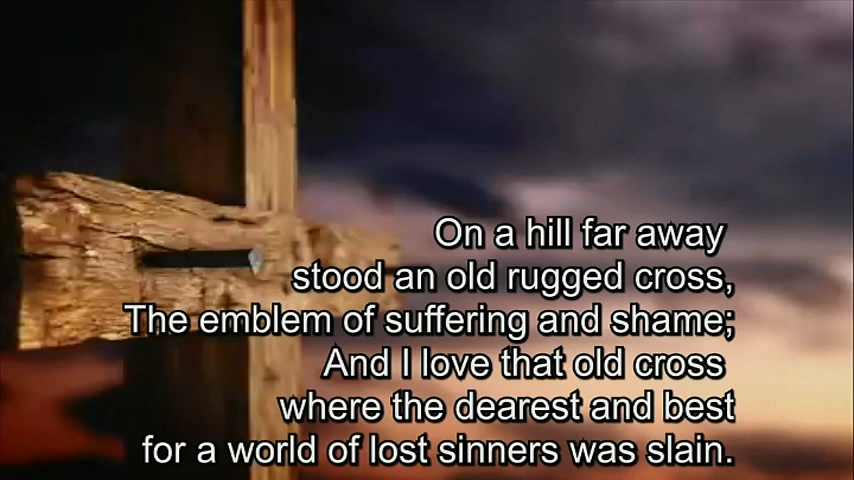 On a hill far away
stood an old rugged cross,
The emblem of suffering and shame;
And I love that old cross
where the dearest and best
for a world of lost sinners was slain.